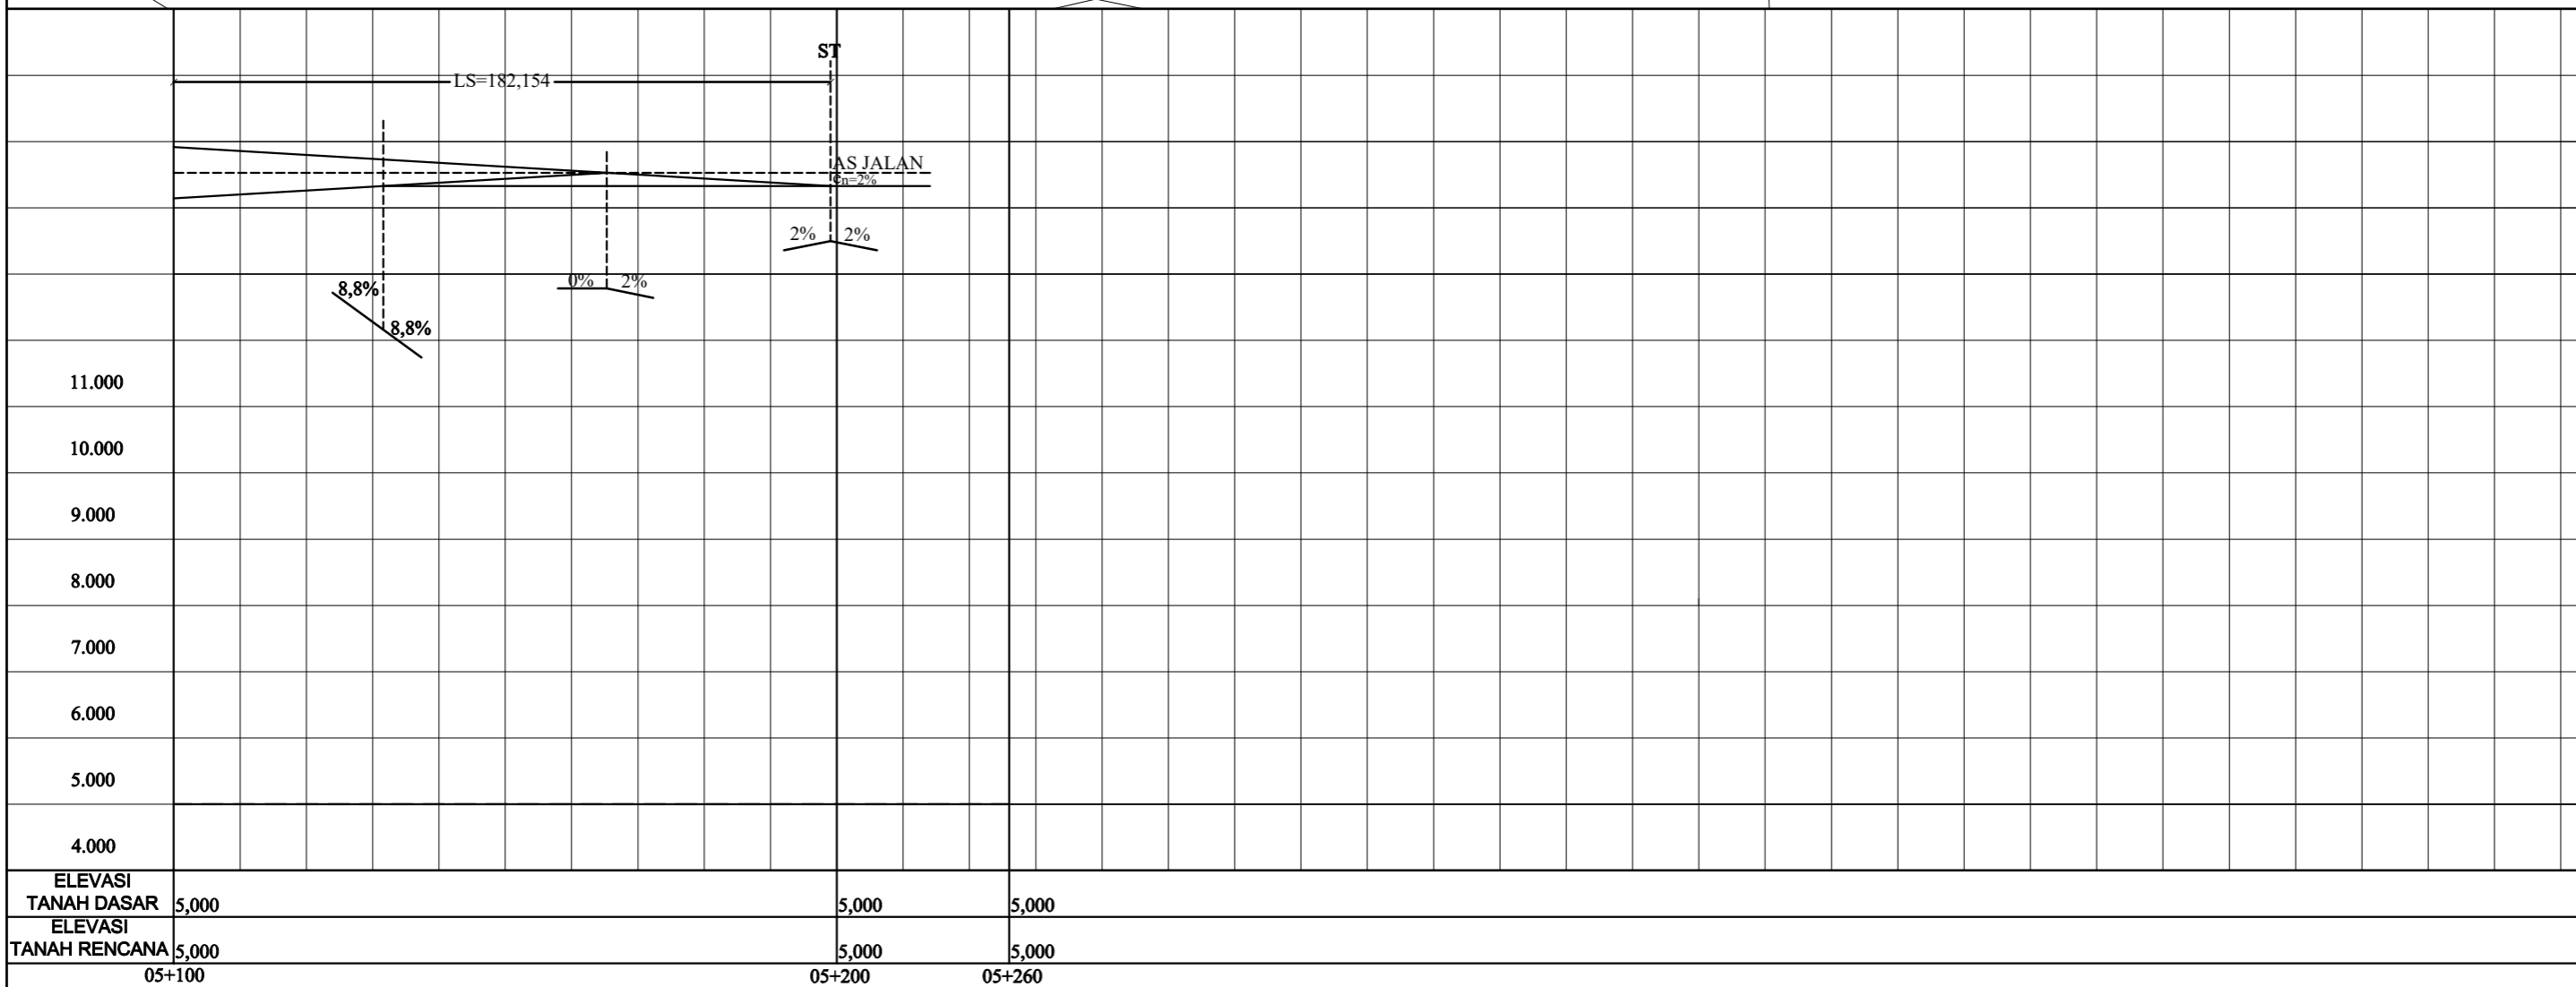 ST
LS=182,154
AS JALAN
en=2%
2% 2%
0% 2%
8,8%
8,8%
11.000
10.000
9.000
8.000
7.000
6.000
5.000
4.000
ELEVASI
TANAH DASAR 5,000 5,000 5,000
ELEVASI
TANAH RENCANA 5,000 5,000 5,000
05+100 05+200 05+260